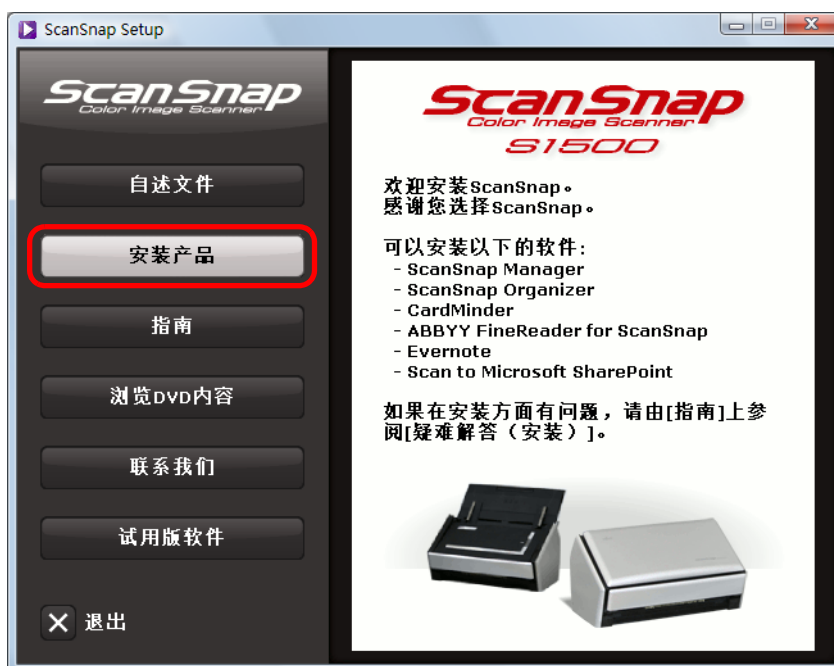 ScanSnap Setup
ScanSnap
Color Image Scanner
自述文件
安装产品
指南
浏览DVD内容
联系我们
试用版软件
退出
ScanSnap
Color Image Scanner
S1500
欢迎安装ScanSnap。
感谢您选择ScanSnap。
可以安装以下的软件:
- ScanSnap Manager
- ScanSnap Organizer
- CardMinder
- ABBYY FineReader for ScanSnap
- Evernote
- Scan to Microsoft SharePoint
如果在安装方面有问题，请由[指南]上参
阅[疑难解答（安装）]。